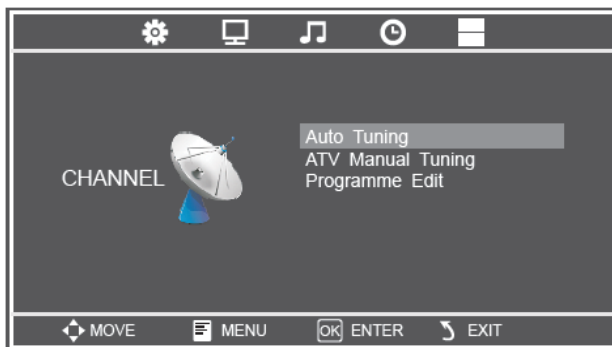 CHANNEL
Auto Tuning
ATV Manual Tuning
Programme Edit
MOVE MENU OK ENTER EXIT